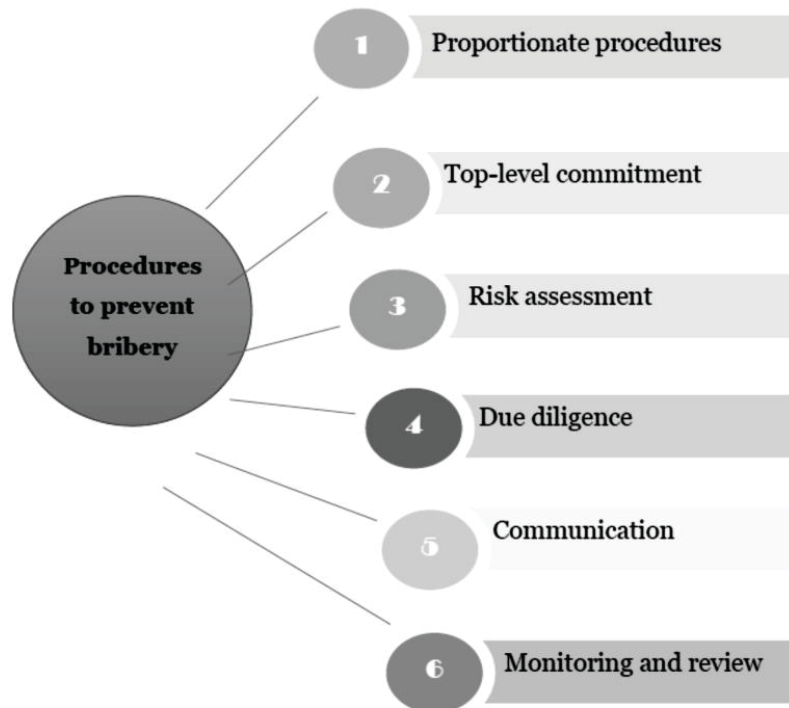 Procedures
to prevent
bribery
1
Proportionate procedures
2
Top-level commitment
3
Risk assessment
4
Due diligence
5
Communication
6
Monitoring and review